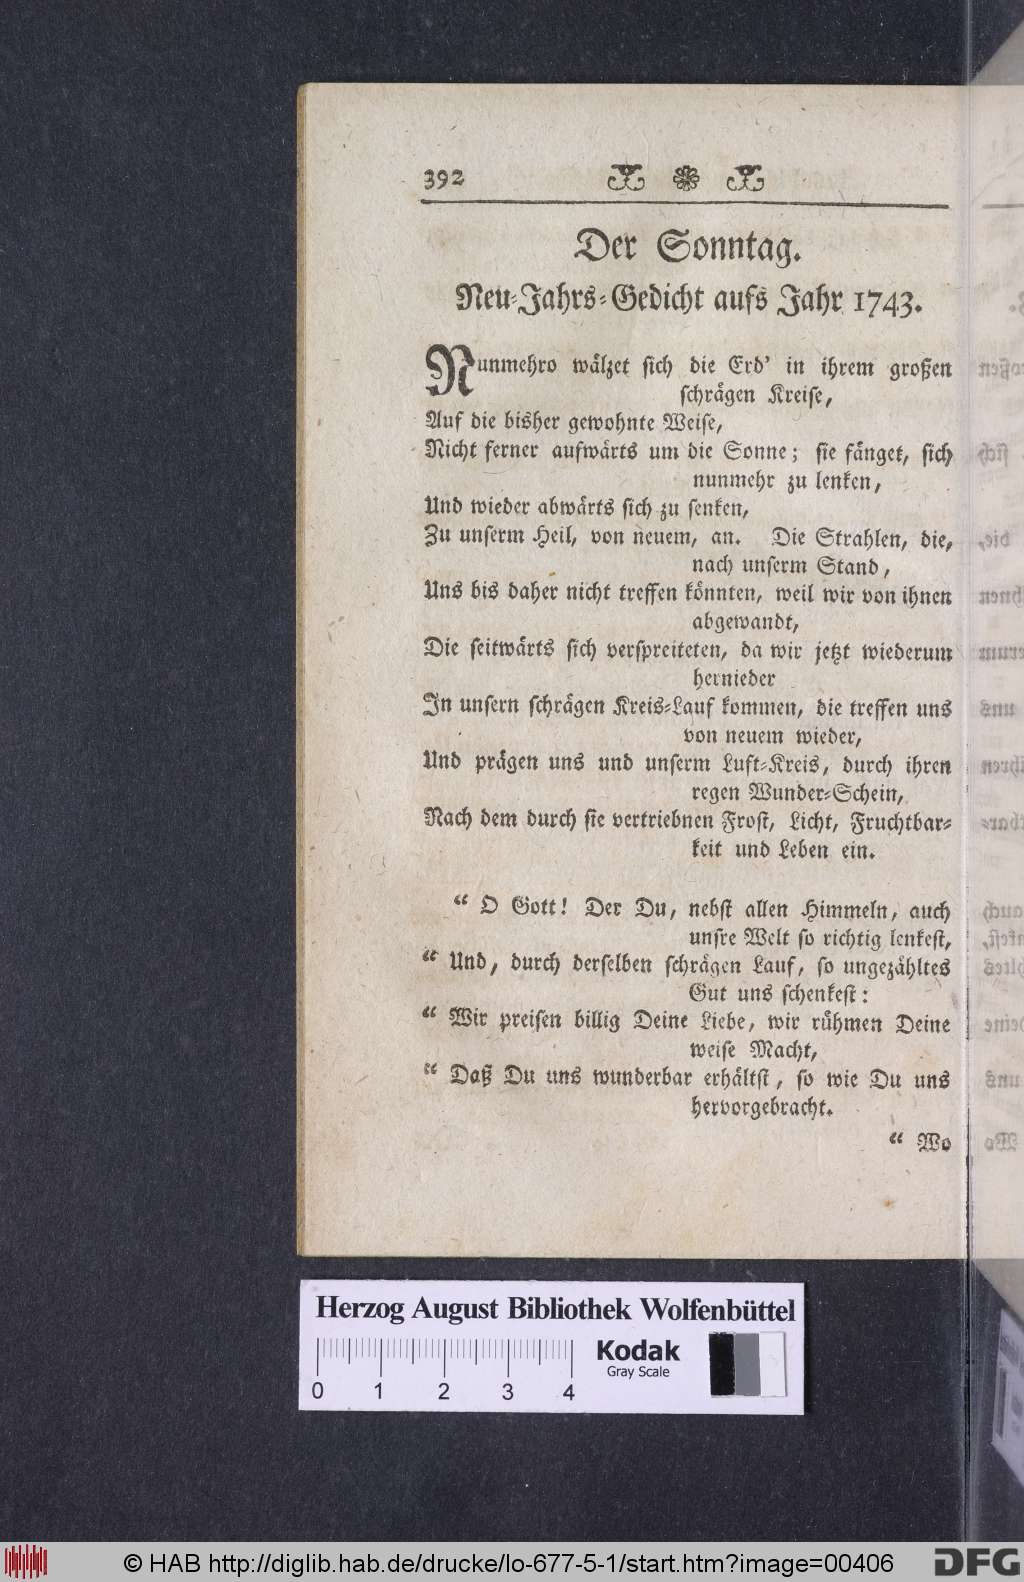 392
Der Sonntag.
Neu-Jahrs-Gedicht aufs Jahr 1743.
Nunmehro wälzet sich die Erd' in ihrem großen
schrägen Kreise,
Auf die bisher gewohnte Weise,
Nicht ferner aufwärts um die Sonne; sie fänget, sich
nunmehr zu lenken,
Und wieder abwärts sich zu senken,
Zu unserm Heil, von neuem, an. Die Strahlen, die,
nach unserm Stand,
Uns bis daher nicht treffen könnten, weil wir von ihnen
abgewandt,
Die seitwärts sich verspreiteten, da wir jetzt wiederum
hernieder
In unsern schrägen Kreis-Lauf kommen, die treffen uns
von neuem wieder,
Und prägen uns und unserm Luft-Kreis, durch ihren
regen Wunder-Schein,
Nach dem durch sie vertriebnen Frost, Licht, Fruchtbar-
keit und Leben ein.
“ O Gott! Der Du, nebst allen Himmeln, auch
unsre Welt so richtig lenkest,
“ Und, durch derselben schrägen Lauf, so ungezähltes
Gut uns schenkest:
“ Wir preisen billig Deine Liebe, wir rühmen Deine
weise Macht,
“ Daß Du uns wunderbar erhältst, so wie Du uns
hervorgebracht.
“ Wo
Herzog August Bibliothek Wolfenbüttel
Kodak
Gray Scale
0 1 2 3 4
© HAB http://diglib.hab.de/drucke/lo-677-5-1/start.htm?image=00406
DFG